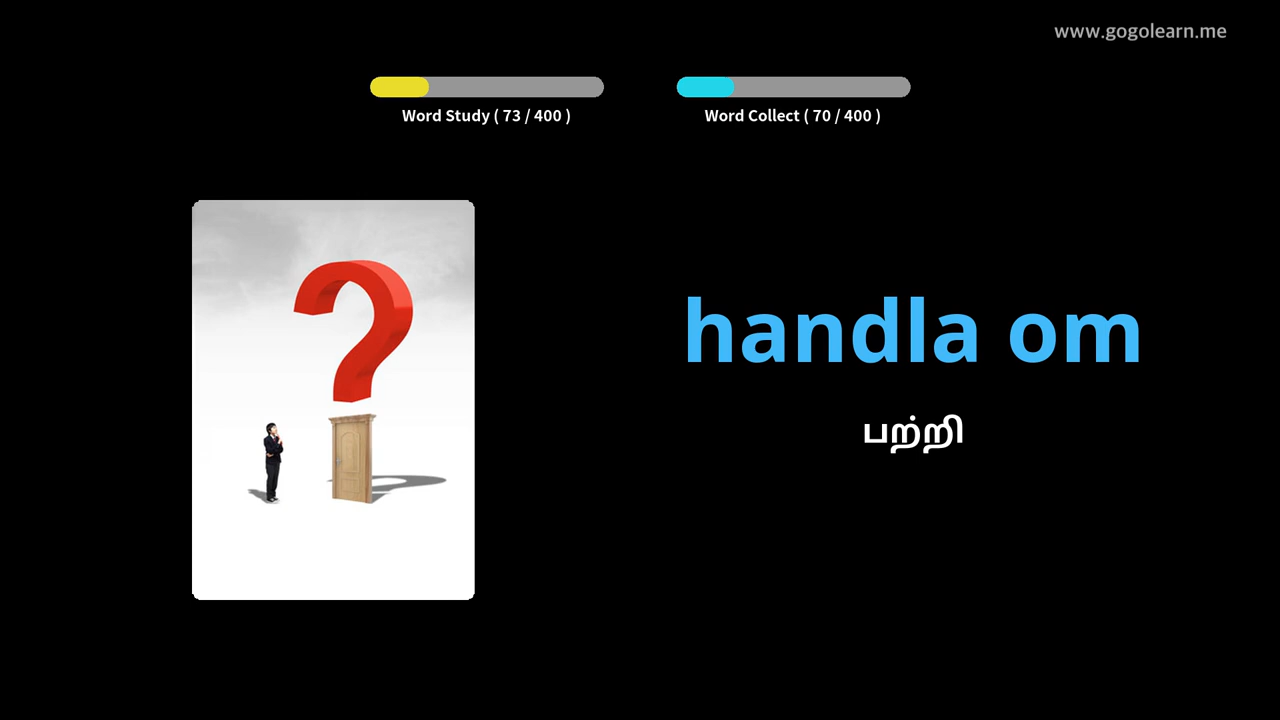 www.gogolearn.me
Word Study ( 73 / 400 )
Word Collect ( 70 / 400 )
?
handla om
பற்றி